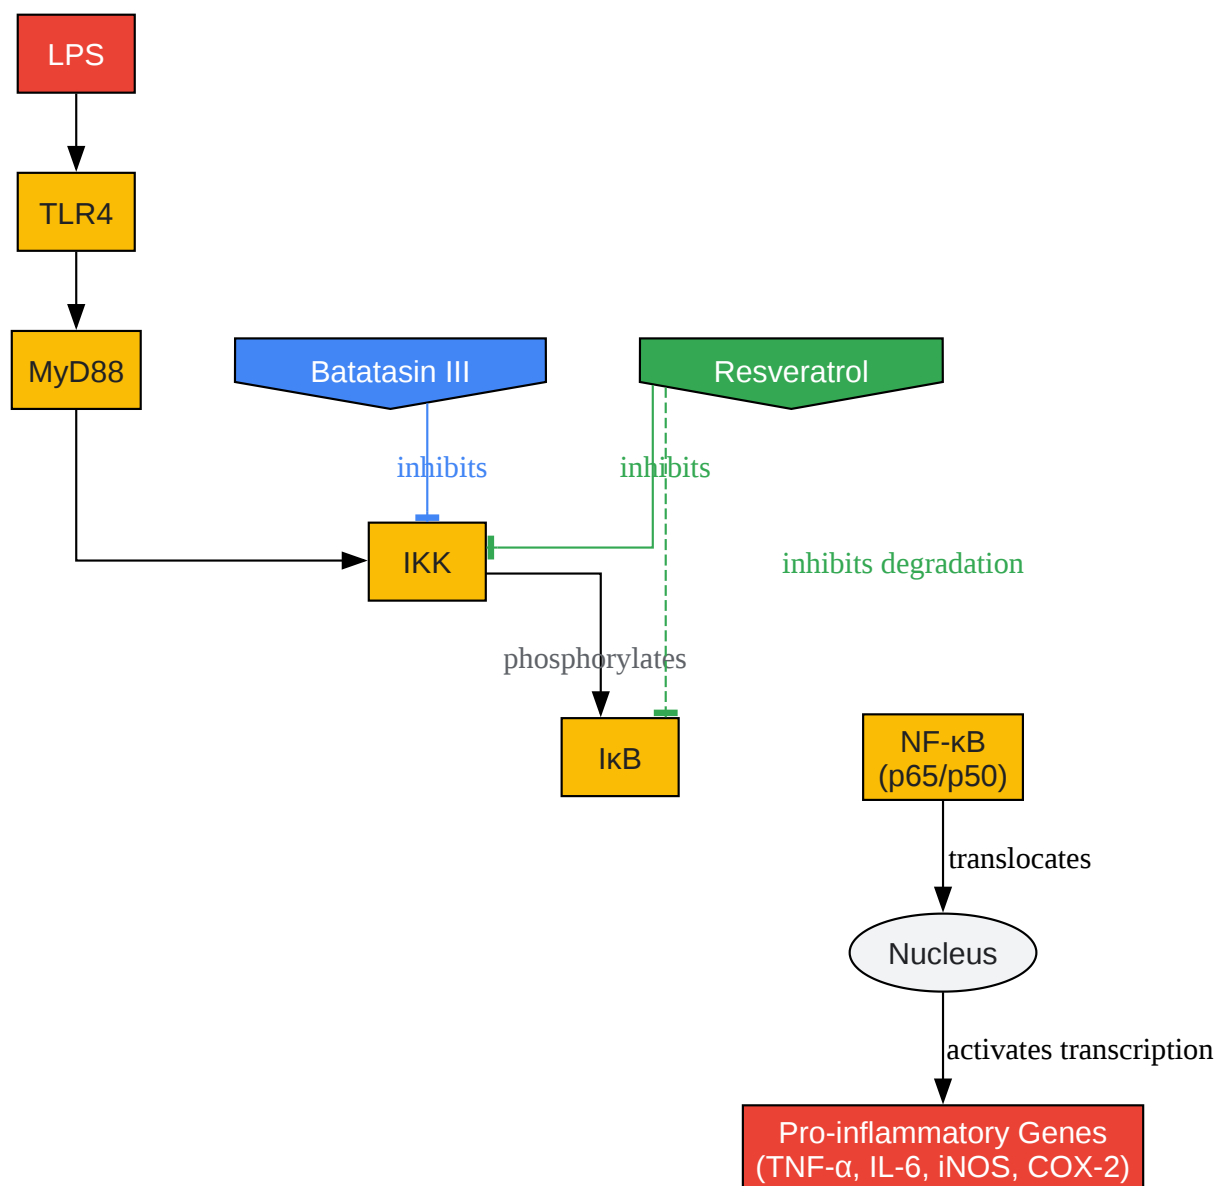 LPS
TLR4
MyD88
Batatasin III
Resveratrol
inhibits
inhibits
IKK
inhibits degradation
phosphorylates
IκB
NF-κB
(p65/p50)
translocates
Nucleus
activates transcription
Pro-inflammatory Genes
(TNF-α, IL-6, iNOS, COX-2)